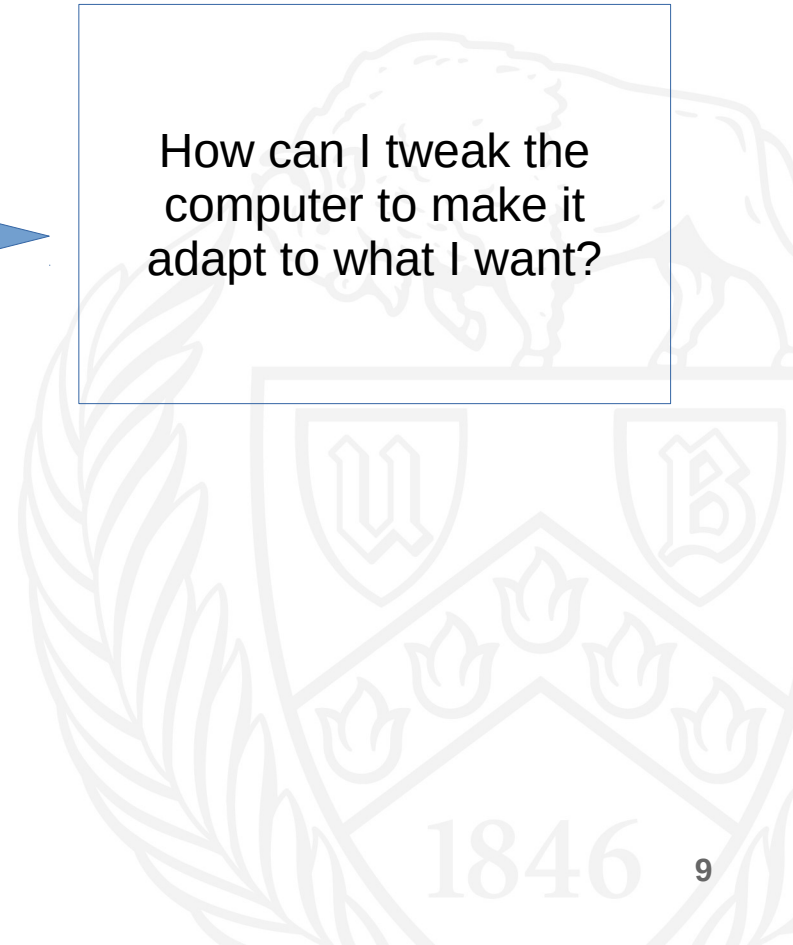 How can I tweak the
computer to make it
adapt to what I want?
U B
1846
9